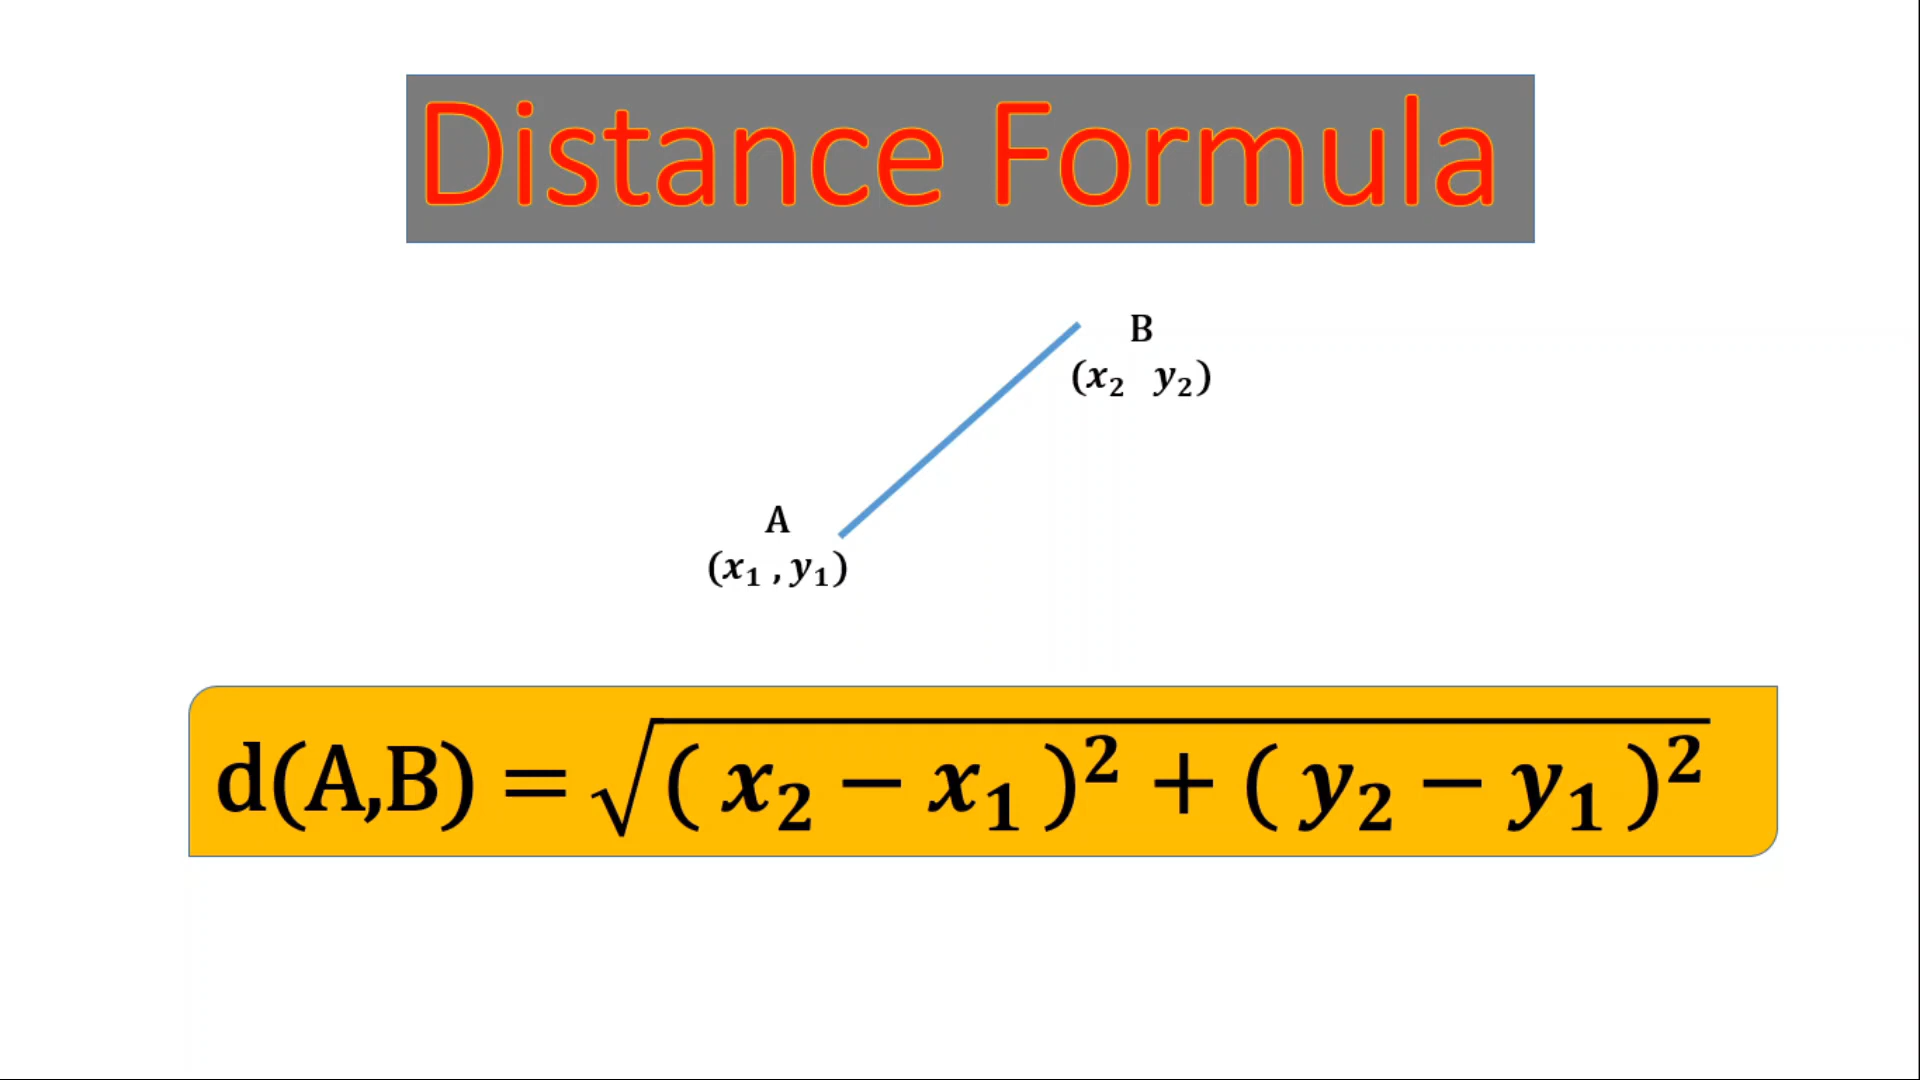 Distance Formula
B
(x₂ y₂)
A
(x₁ , y₁)
d(A,B) = √( x₂ − x₁ )² + ( y₂ − y₁ )²